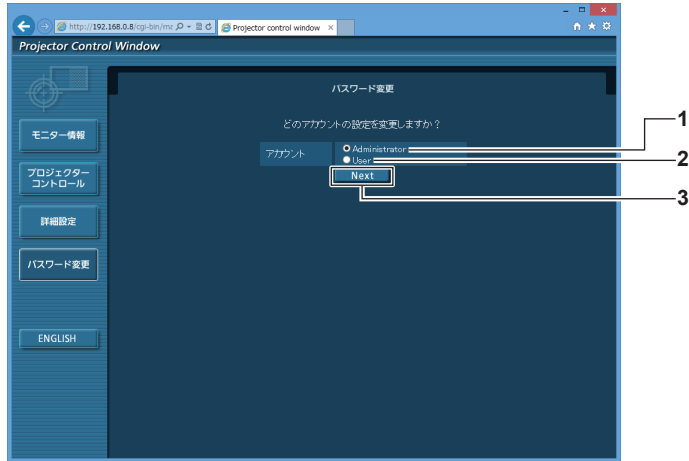 http://192.168.0.8/cgi-bin/ma
Projector control window
Projector Control Window
パスワード変更
どのアカウントの設定を変更しますか？
アカウント
Administrator
User
Next
1
2
3
モニター情報
プロジェクター
コントロール
詳細設定
パスワード変更
ENGLISH